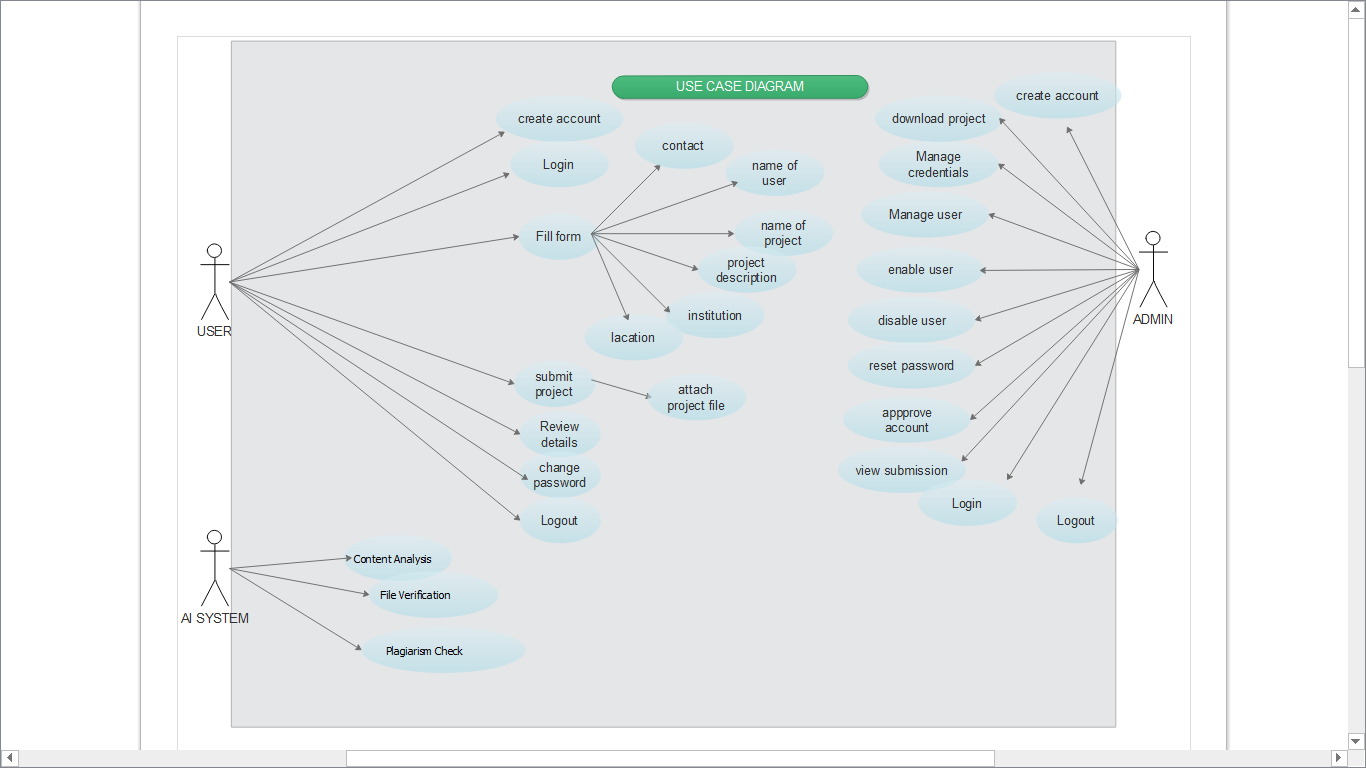 USE CASE DIAGRAM
create account
create account
download project
contact
Login
Manage
credentials
name of
user
Manage user
Fill form
name of
project
enable user
project
description
institution
disable user
USER
ADMIN
lacation
reset password
submit
project
attach
project file
appprove
account
Review
details
view submission
change
password
Login
Logout
Logout
Content Analysis
File Verification
AI SYSTEM
Plagiarism Check